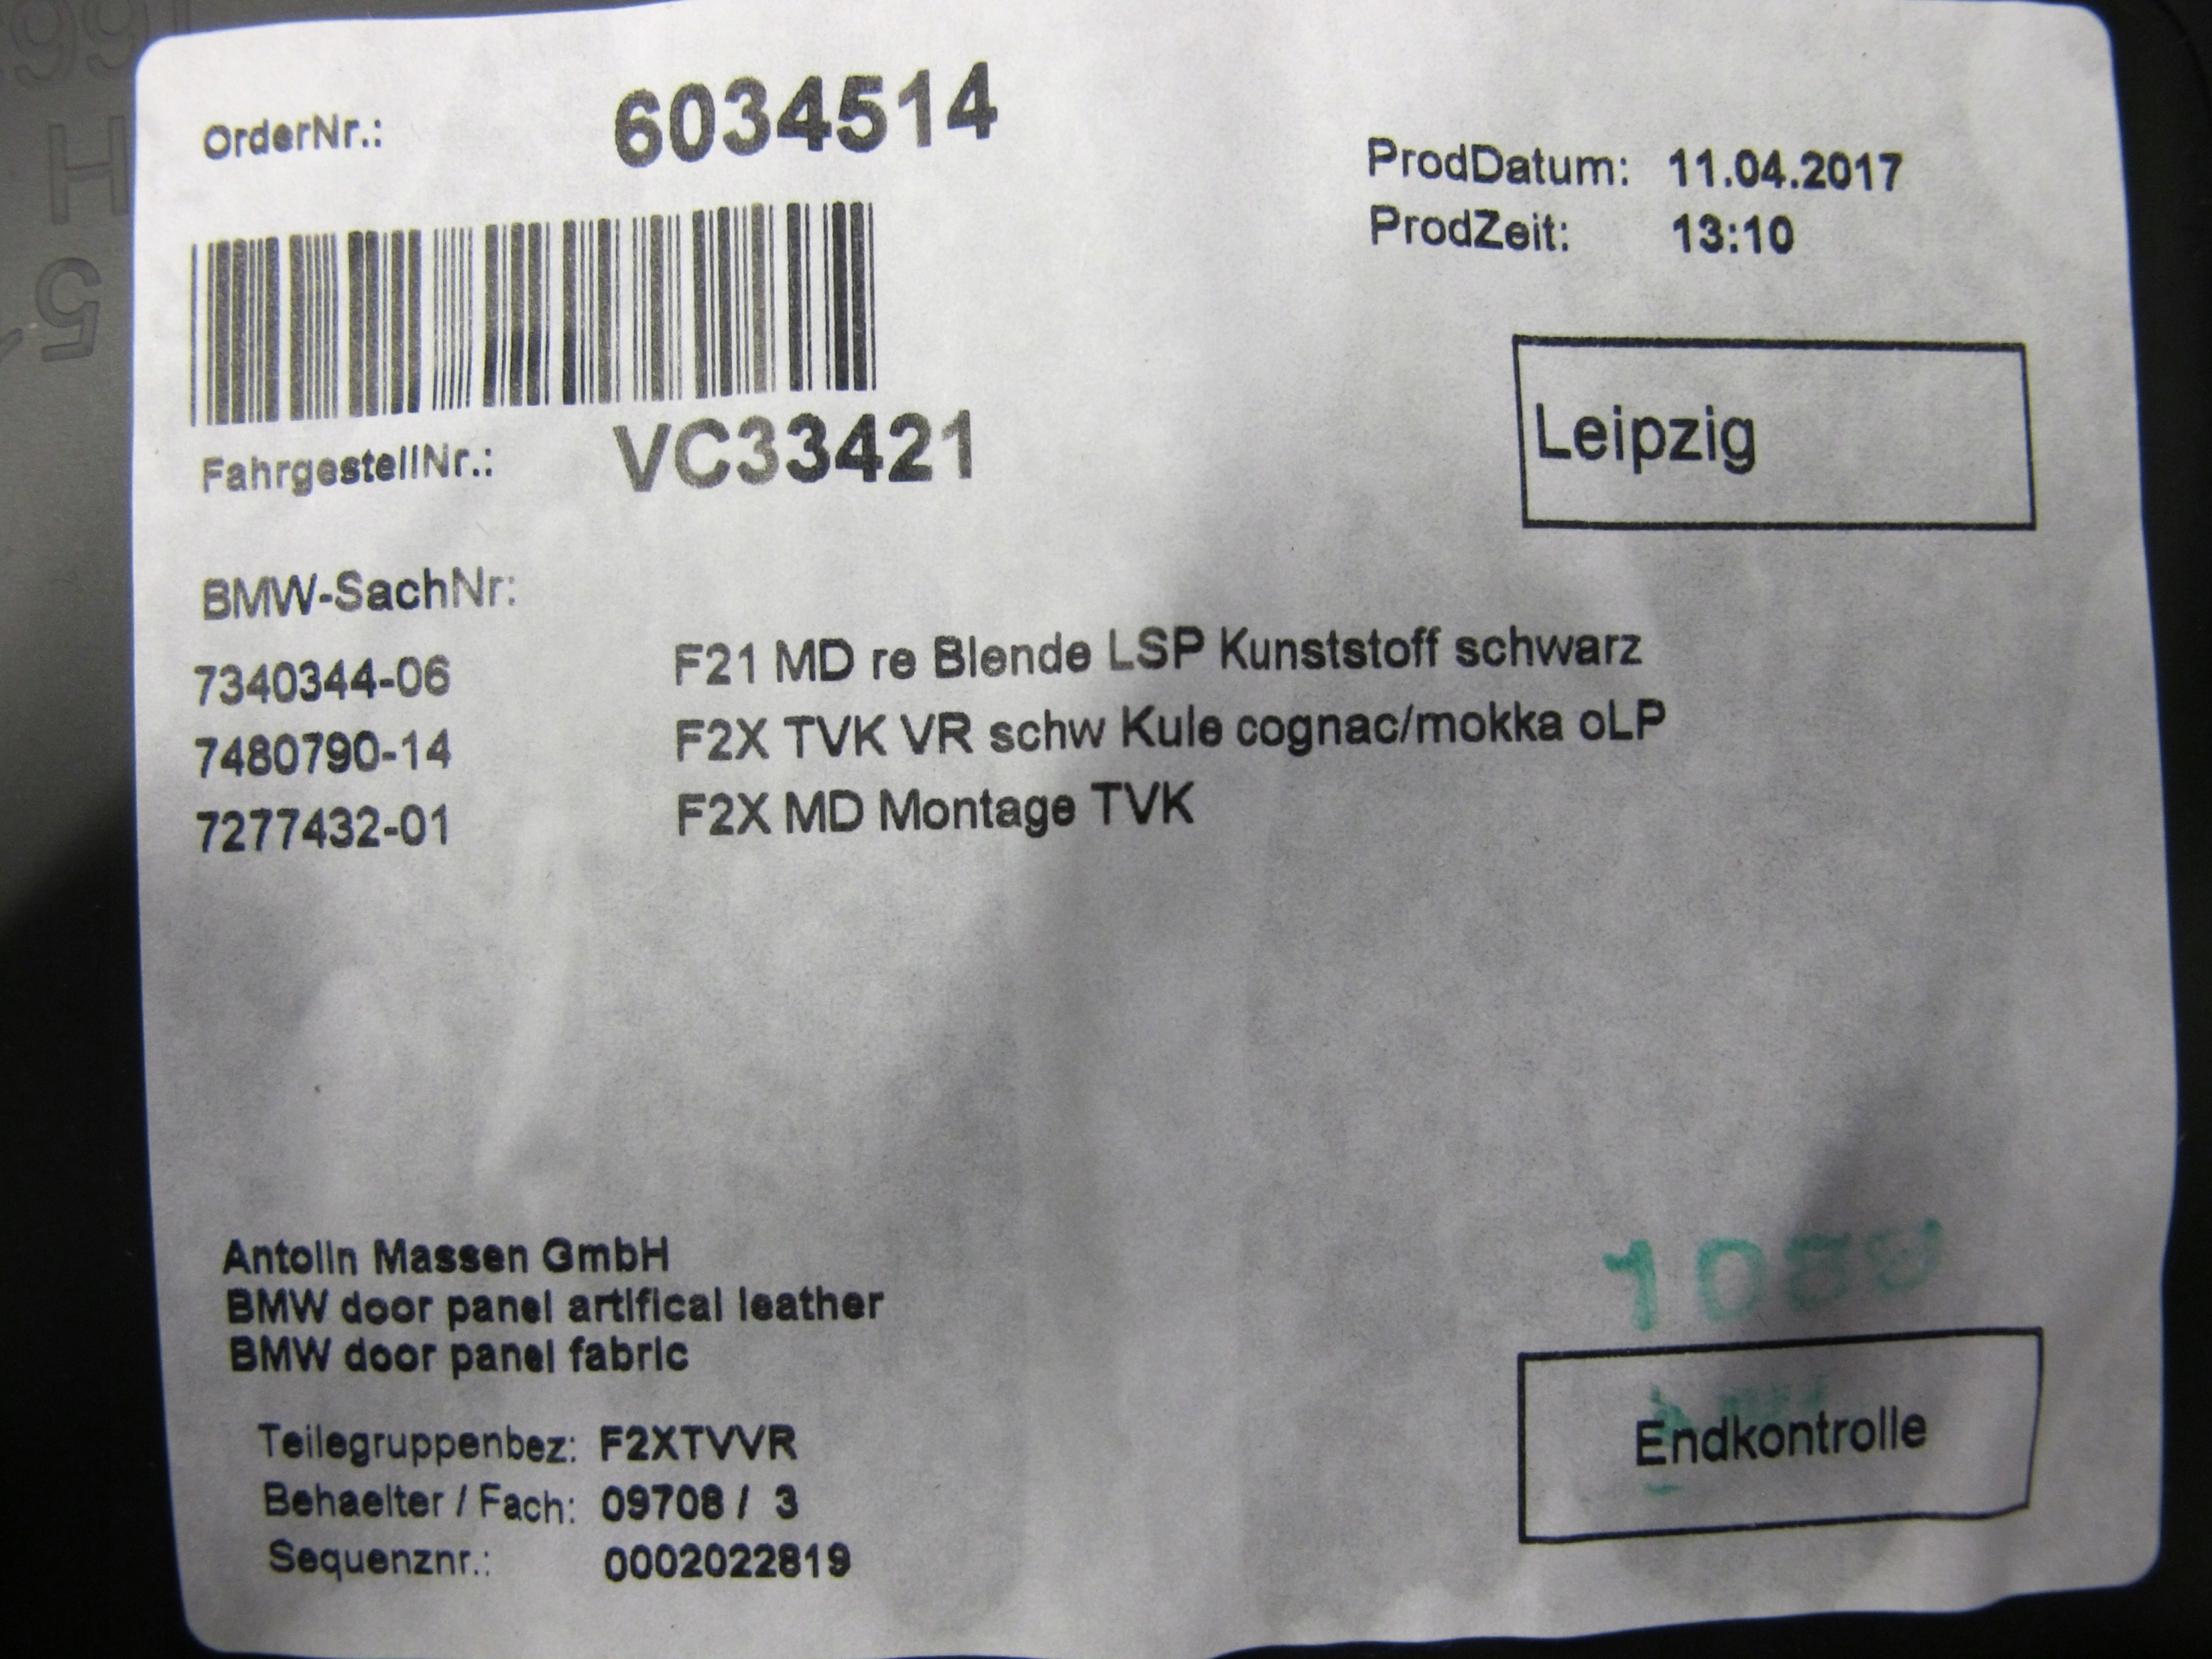 OrderNr.: 6034514
ProdDatum: 11.04.2017
ProdZeit: 13:10
Leipzig
FahrgestellNr.: VC33421
BMW-SachNr:
7340344-06 F21 MD re Blende LSP Kunststoff schwarz
7480790-14 F2X TVK VR schw Kule cognac/mokka oLP
7277432-01 F2X MD Montage TVK
Antolin Massen GmbH
BMW door panel artifical leather
BMW door panel fabric
Teilegruppenbez: F2XTVVR
Behaelter / Fach: 09708 / 3
Sequenznr.: 0002022819
Endkontrolle